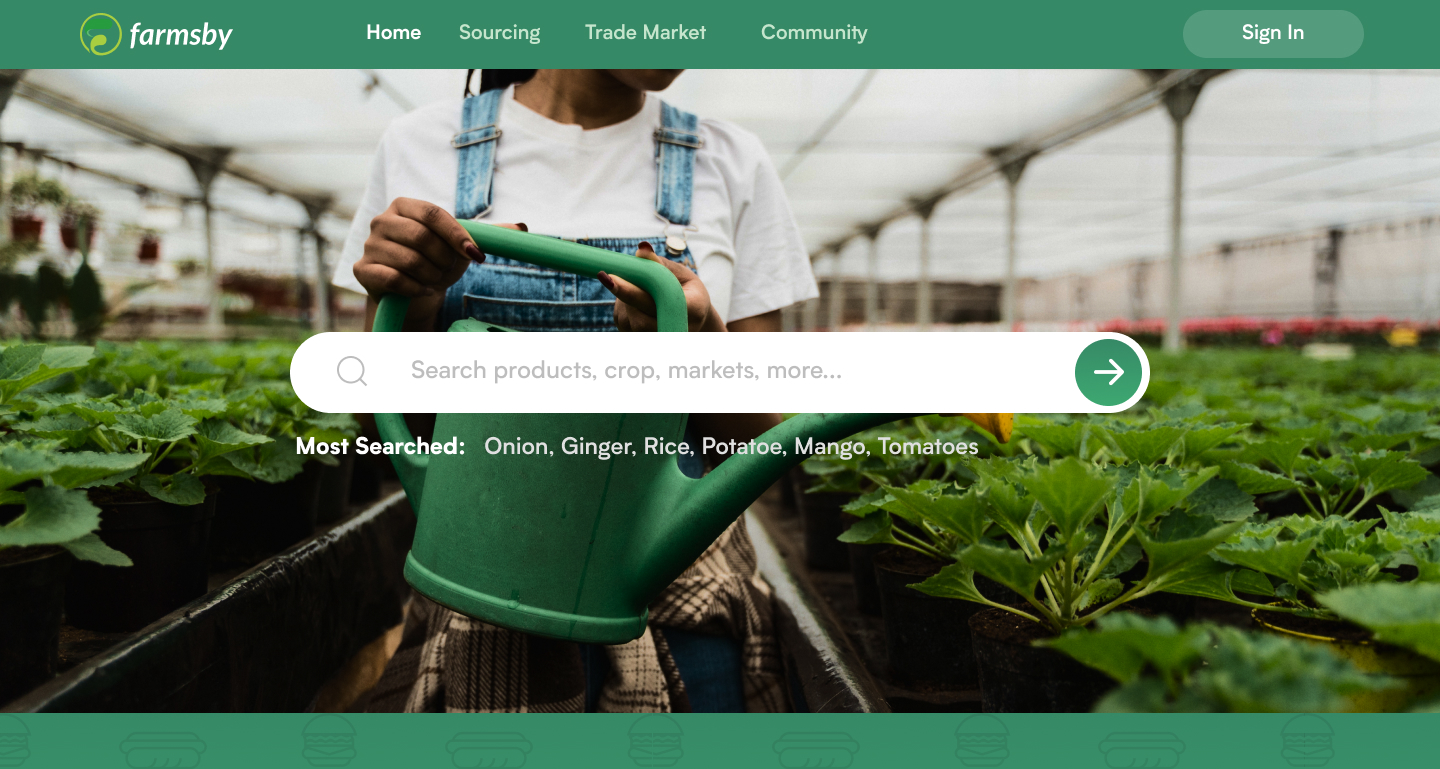 farmsby
Home Sourcing Trade Market Community
Sign In
Search products, crop, markets, more...
Most Searched: Onion, Ginger, Rice, Potatoe, Mango, Tomatoes